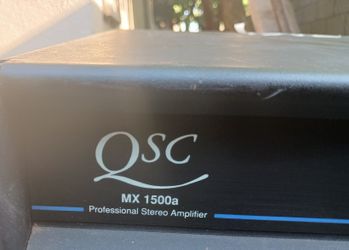 QSC
MX 1500a
Professional Stereo Amplifier